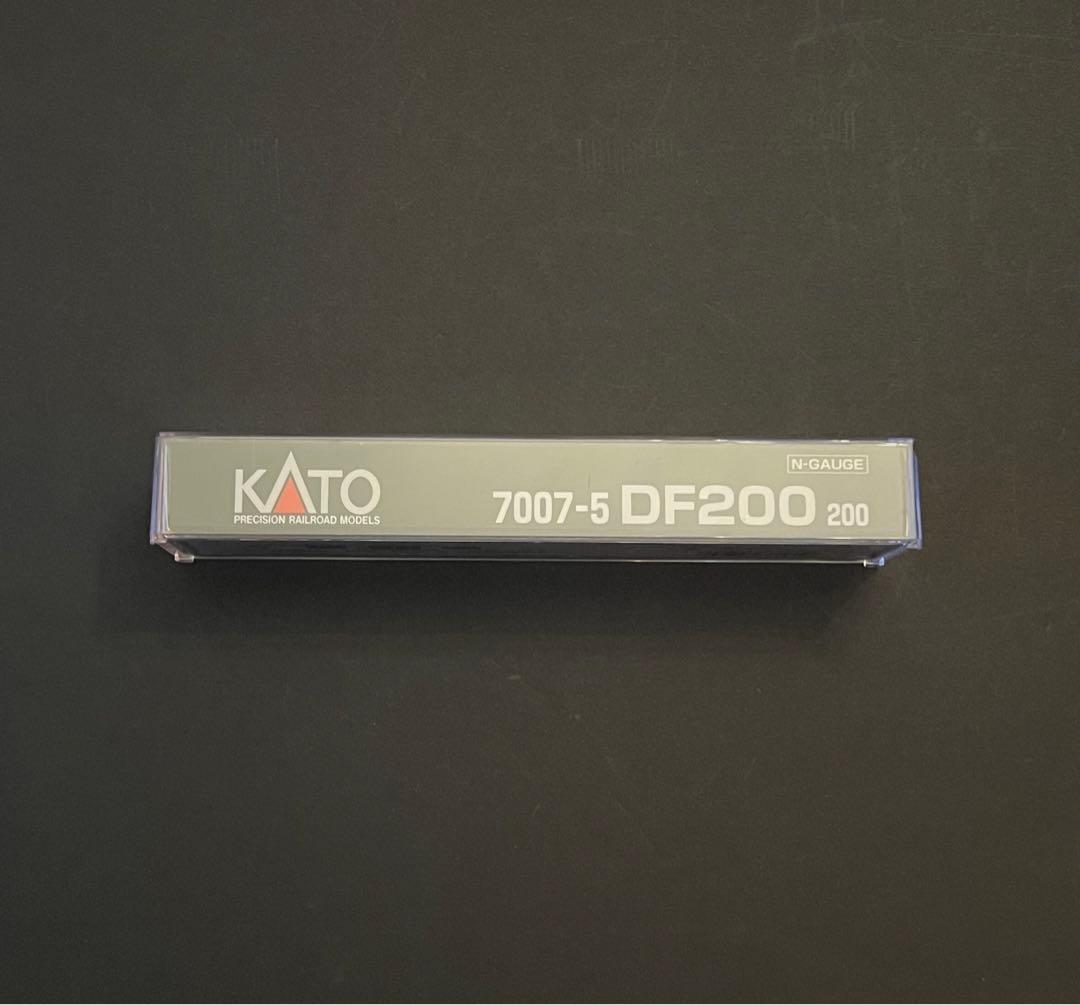 KATO
PRECISION RAILROAD MODELS
N-GAUGE
7007-5 DF200 200